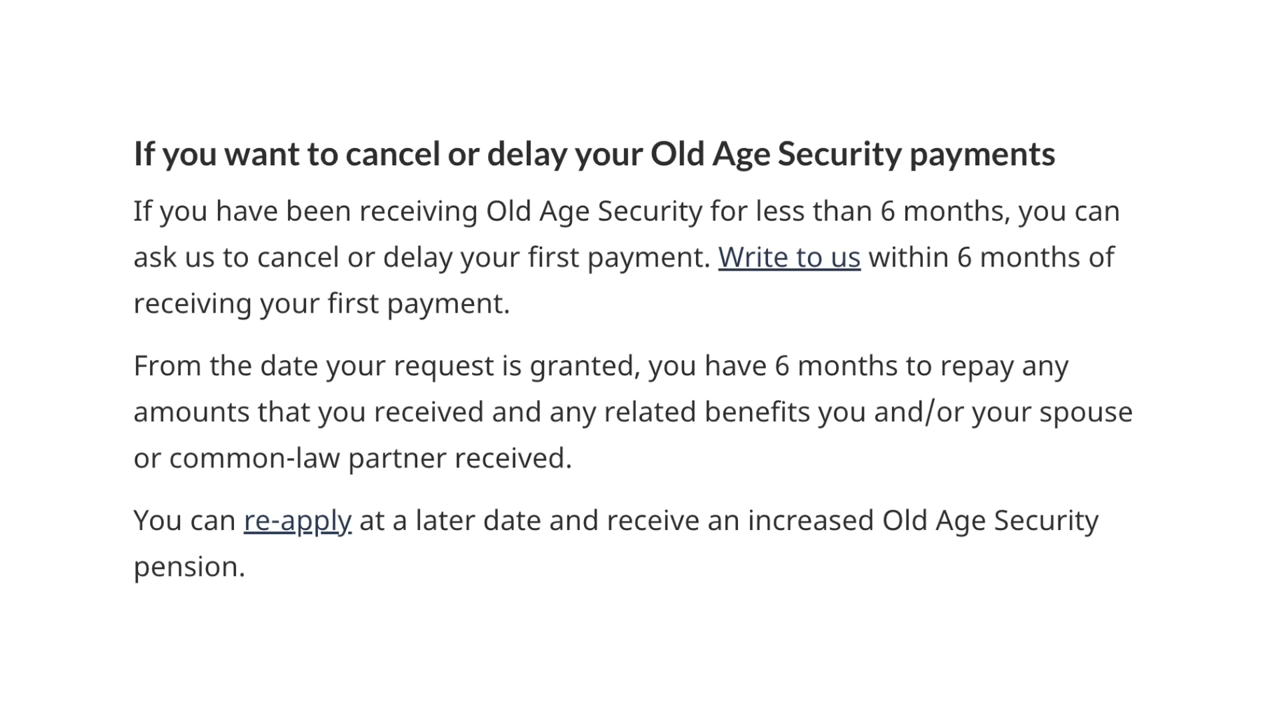 If you want to cancel or delay your Old Age Security payments
If you have been receiving Old Age Security for less than 6 months, you can
ask us to cancel or delay your first payment. Write to us within 6 months of
receiving your first payment.
From the date your request is granted, you have 6 months to repay any
amounts that you received and any related benefits you and/or your spouse
or common-law partner received.
You can re-apply at a later date and receive an increased Old Age Security
pension.